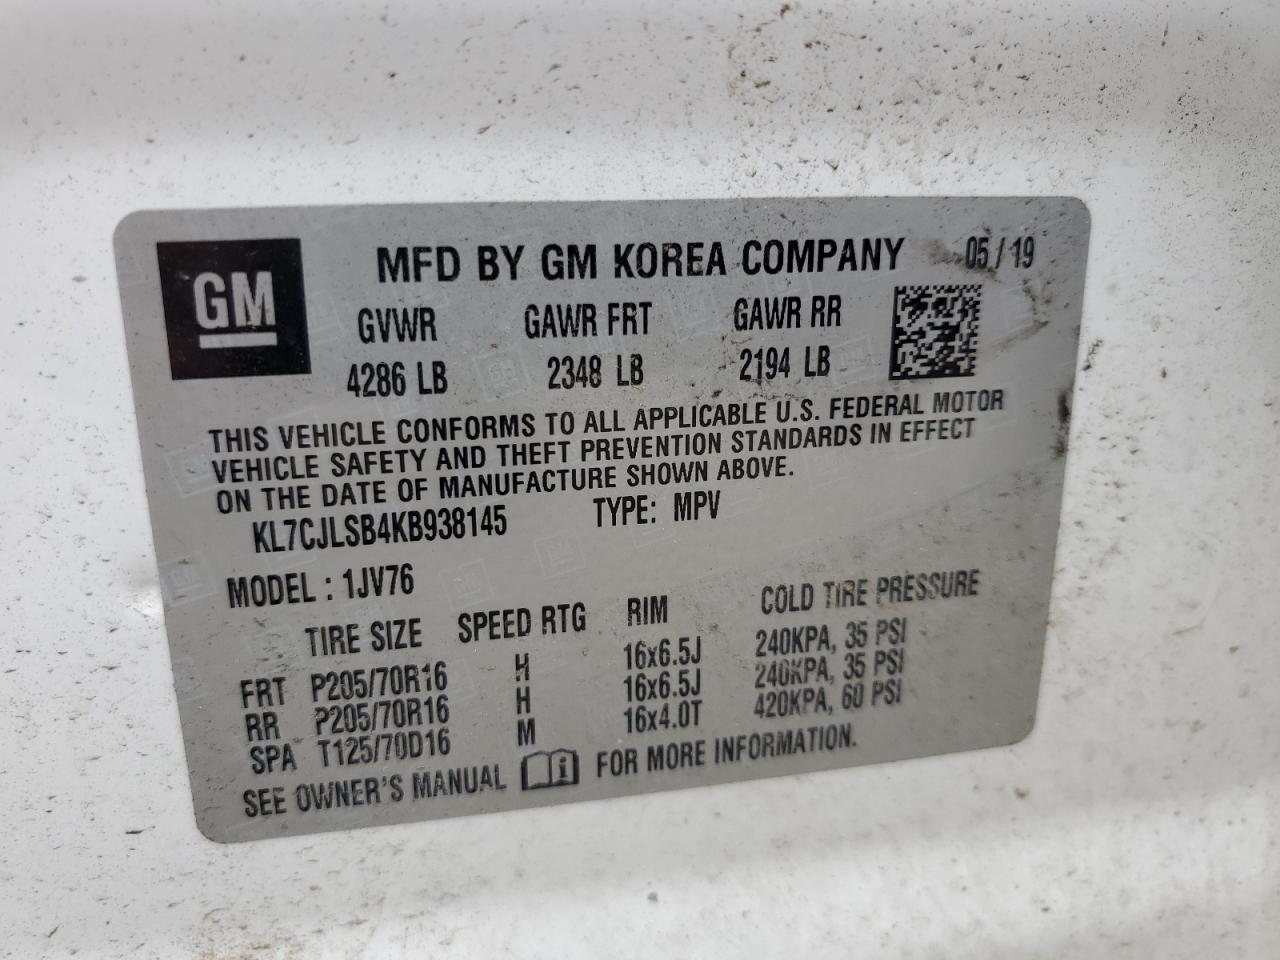 GM
MFD BY GM KOREA COMPANY 05/19
GVWR GAWR FRT GAWR RR
4286 LB 2348 LB 2194 LB
THIS VEHICLE CONFORMS TO ALL APPLICABLE U.S. FEDERAL MOTOR
VEHICLE SAFETY AND THEFT PREVENTION STANDARDS IN EFFECT
ON THE DATE OF MANUFACTURE SHOWN ABOVE.
KL7CJLSB4KB938145 TYPE: MPV
MODEL : 1JV76
TIRE SIZE SPEED RTG RIM COLD TIRE PRESSURE
FRT P205/70R16 H 16x6.5J 240KPA, 35 PSI
RR P205/70R16 H 16x6.5J 240KPA, 35 PSI
SPA T125/70D16 M 16x4.0T 420KPA, 60 PSI
SEE OWNER'S MANUAL i FOR MORE INFORMATION.